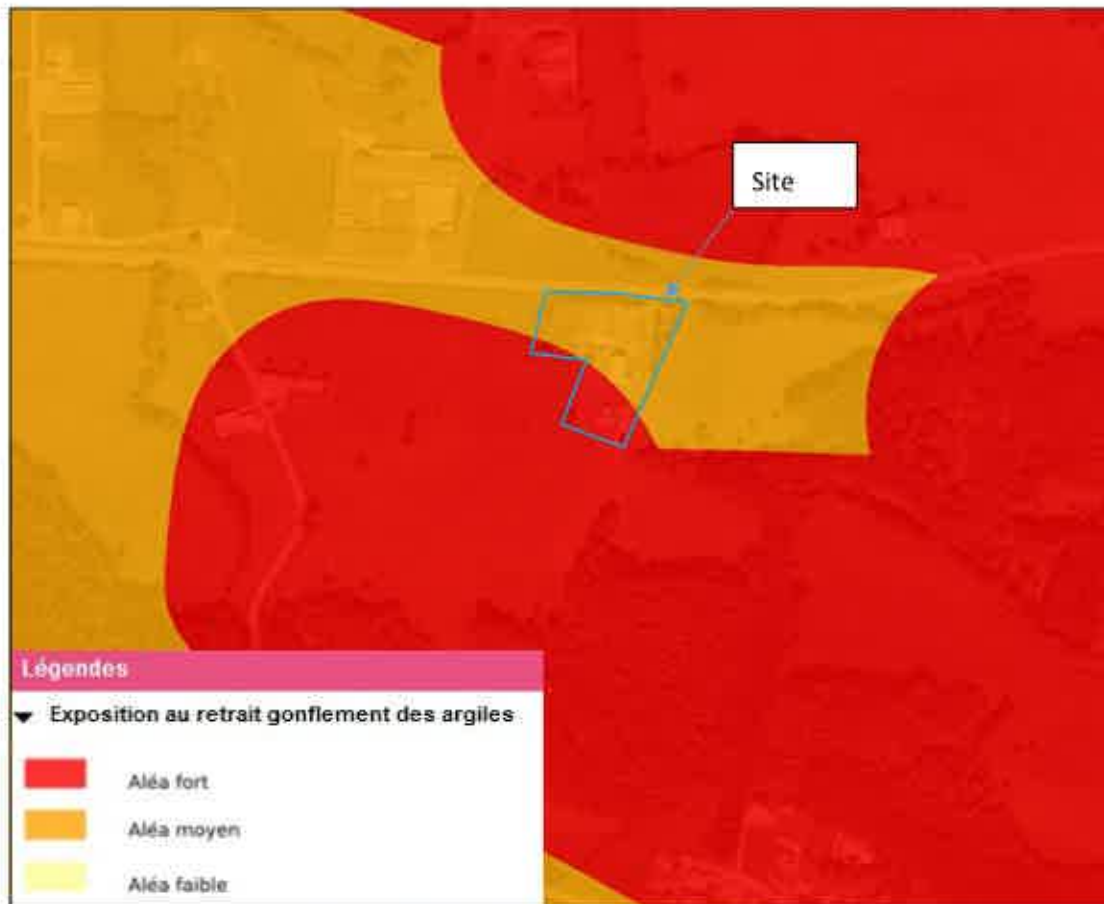 Site
Légendes
Exposition au retrait gonflement des argiles
Aléa fort
Aléa moyen
Aléa faible